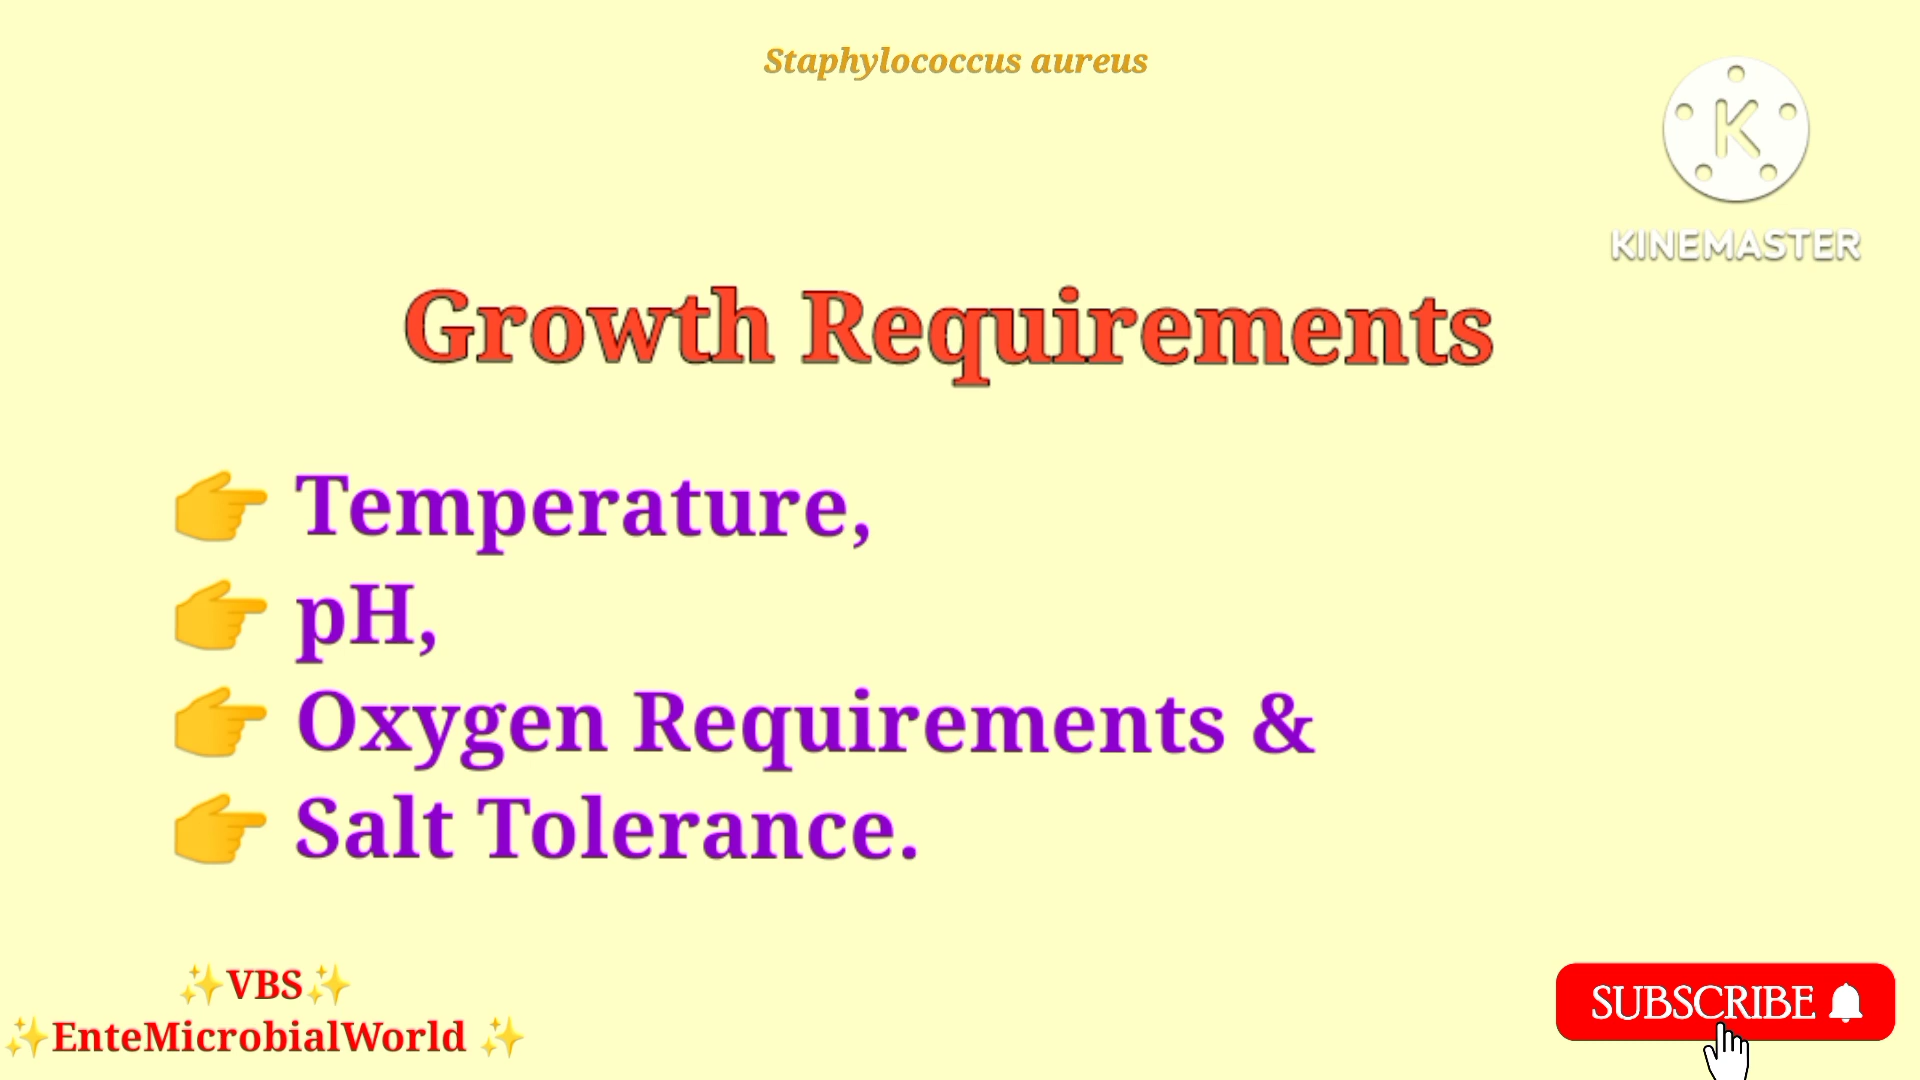 Staphylococcus aureus
K
KINEMASTER
Growth Requirements
👉 Temperature,
👉 pH,
👉 Oxygen Requirements &
👉 Salt Tolerance.
✨VBS✨
✨EnteMicrobialWorld ✨
SUBSCRIBE